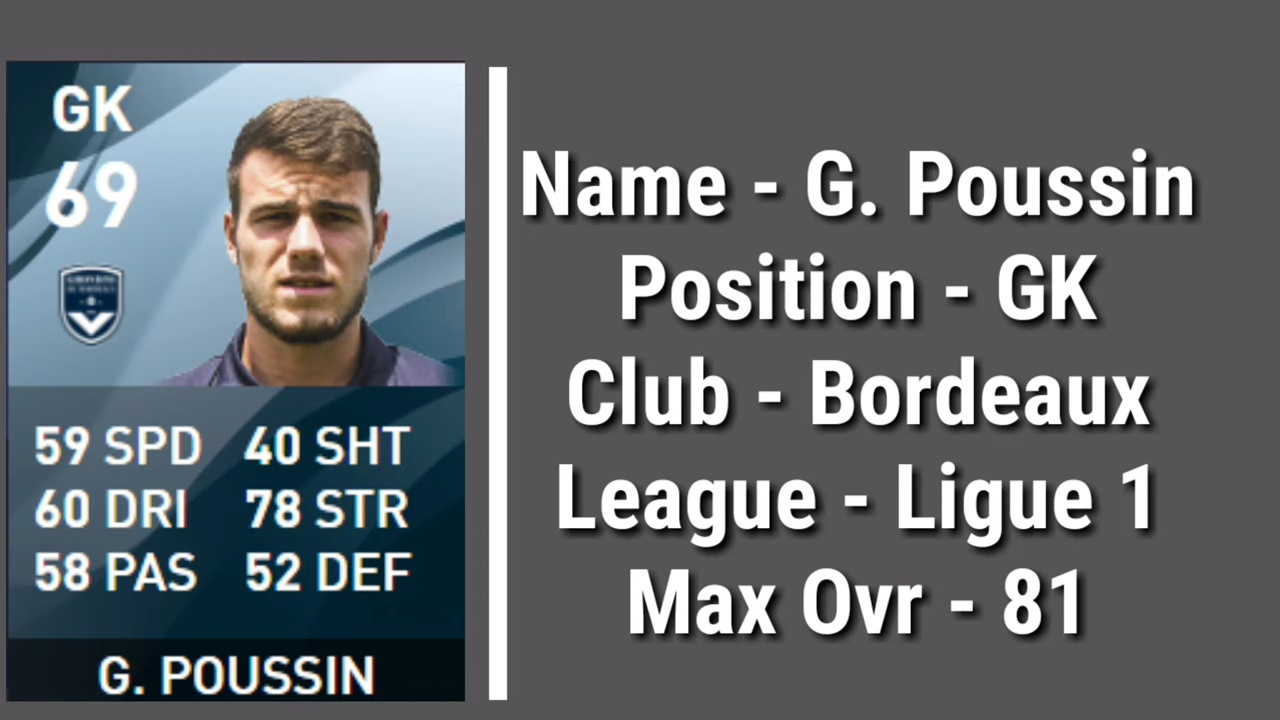 GK
69
59 SPD 40 SHT
60 DRI 78 STR
58 PAS 52 DEF
G. POUSSIN
Name - G. Poussin
Position - GK
Club - Bordeaux
League - Ligue 1
Max Ovr - 81